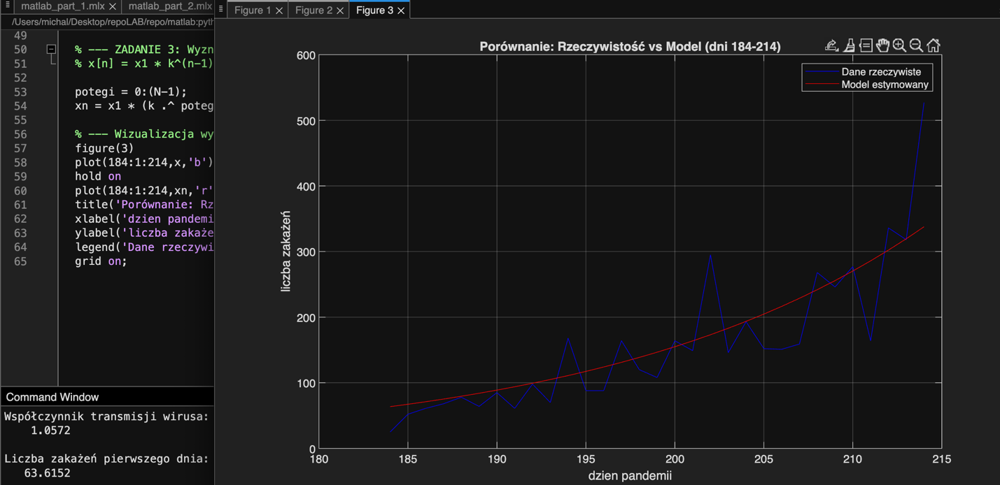 matlab_part_1.mlx
matlab_part_2.mlx
Figure 1
Figure 2
Figure 3
/Users/michal/Desktop/repoLAB/repo/matlab:pyth
49
50 % --- ZADANIE 3: Wyzn
51 % x[n] = x1 * k^(n-1)
52
53 potegi = 0:(N-1);
54 xn = x1 * (k .^ poteg
55
56 % --- Wizualizacja wy
57 figure(3)
58 plot(184:1:214,x,'b')
59 hold on
60 plot(184:1:214,xn,'r'
61 title('Porównanie: Rz
62 xlabel('dzien pandemi
63 ylabel('liczba zakaże
64 legend('Dane rzeczywi
65 grid on;
Command Window
Współczynnik transmisji wirusa:
1.0572
Liczba zakażeń pierwszego dnia:
63.6152
Porównanie: Rzeczywistość vs Model (dni 184-214)
Dane rzeczywiste
Model estymowany
600
500
400
300
200
100
0
liczba zakażeń
180 185 190 195 200 205 210 215
dzien pandemii